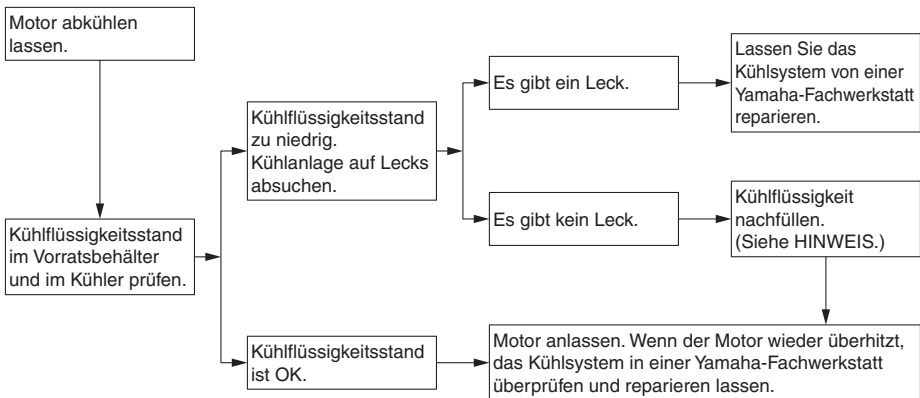 Motor abkühlen
lassen.
Kühlflüssigkeitsstand
im Vorratsbehälter
und im Kühler prüfen.
Kühlflüssigkeitsstand
zu niedrig.
Kühlanlage auf Lecks
absuchen.
Es gibt ein Leck.
Lassen Sie das
Kühlsystem von einer
Yamaha-Fachwerkstatt
reparieren.
Es gibt kein Leck.
Kühlflüssigkeit
nachfüllen.
(Siehe HINWEIS.)
Kühlflüssigkeitsstand
ist OK.
Motor anlassen. Wenn der Motor wieder überhitzt,
das Kühlsystem in einer Yamaha-Fachwerkstatt
überprüfen und reparieren lassen.